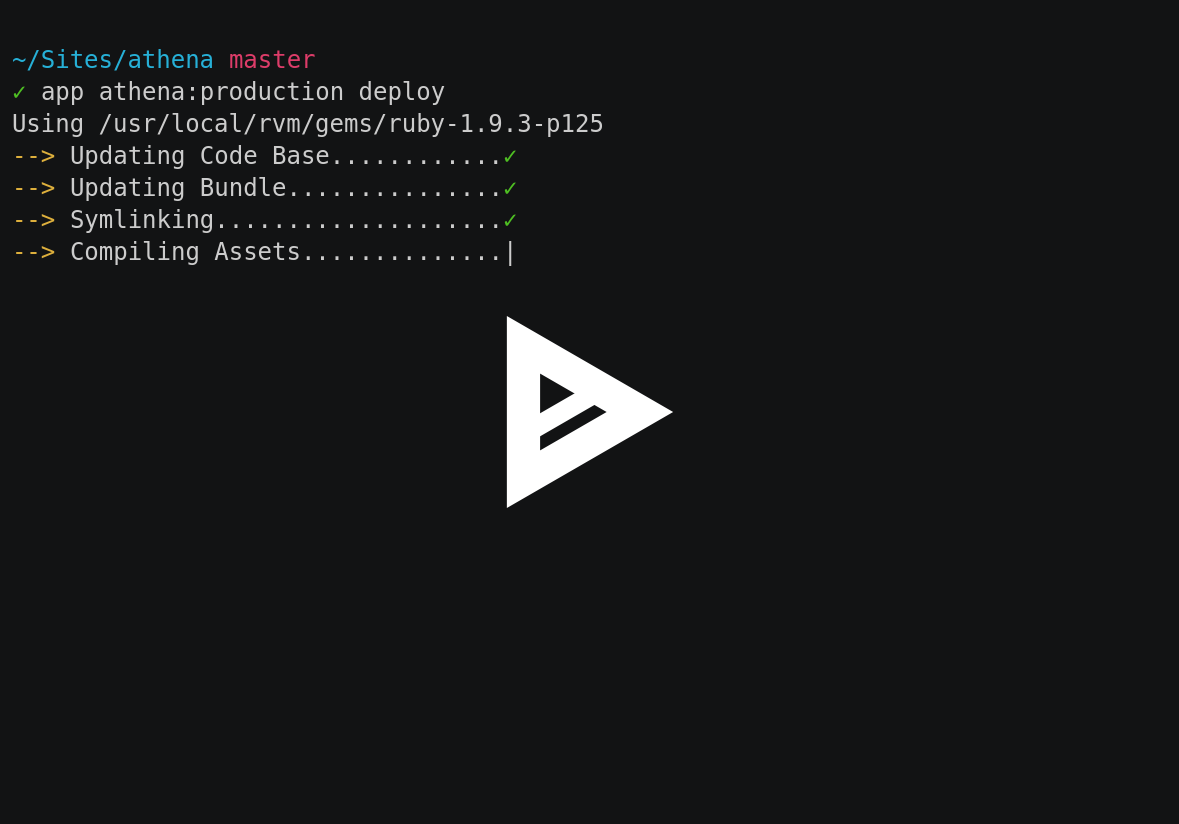 ~/Sites/athena master
✓ app athena:production deploy
Using /usr/local/rvm/gems/ruby-1.9.3-p125
--> Updating Code Base............✓
--> Updating Bundle...............✓
--> Symlinking....................✓
--> Compiling Assets..............|